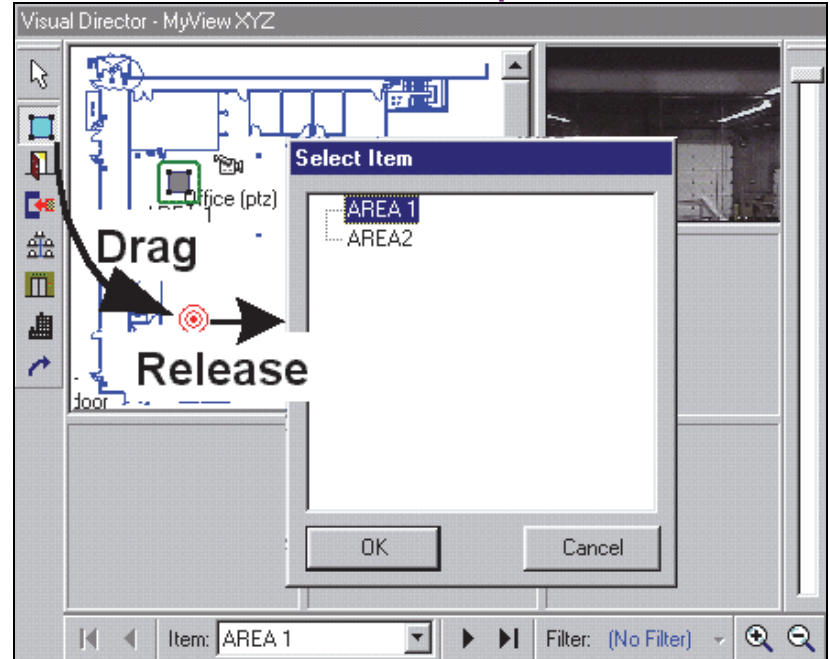 Visual Director - MyView XYZ
Select Item
AREA 1
AREA2
Office (ptz)
Drag
Release
door
OK
Cancel
Item: AREA 1
Filter: (No Filter)